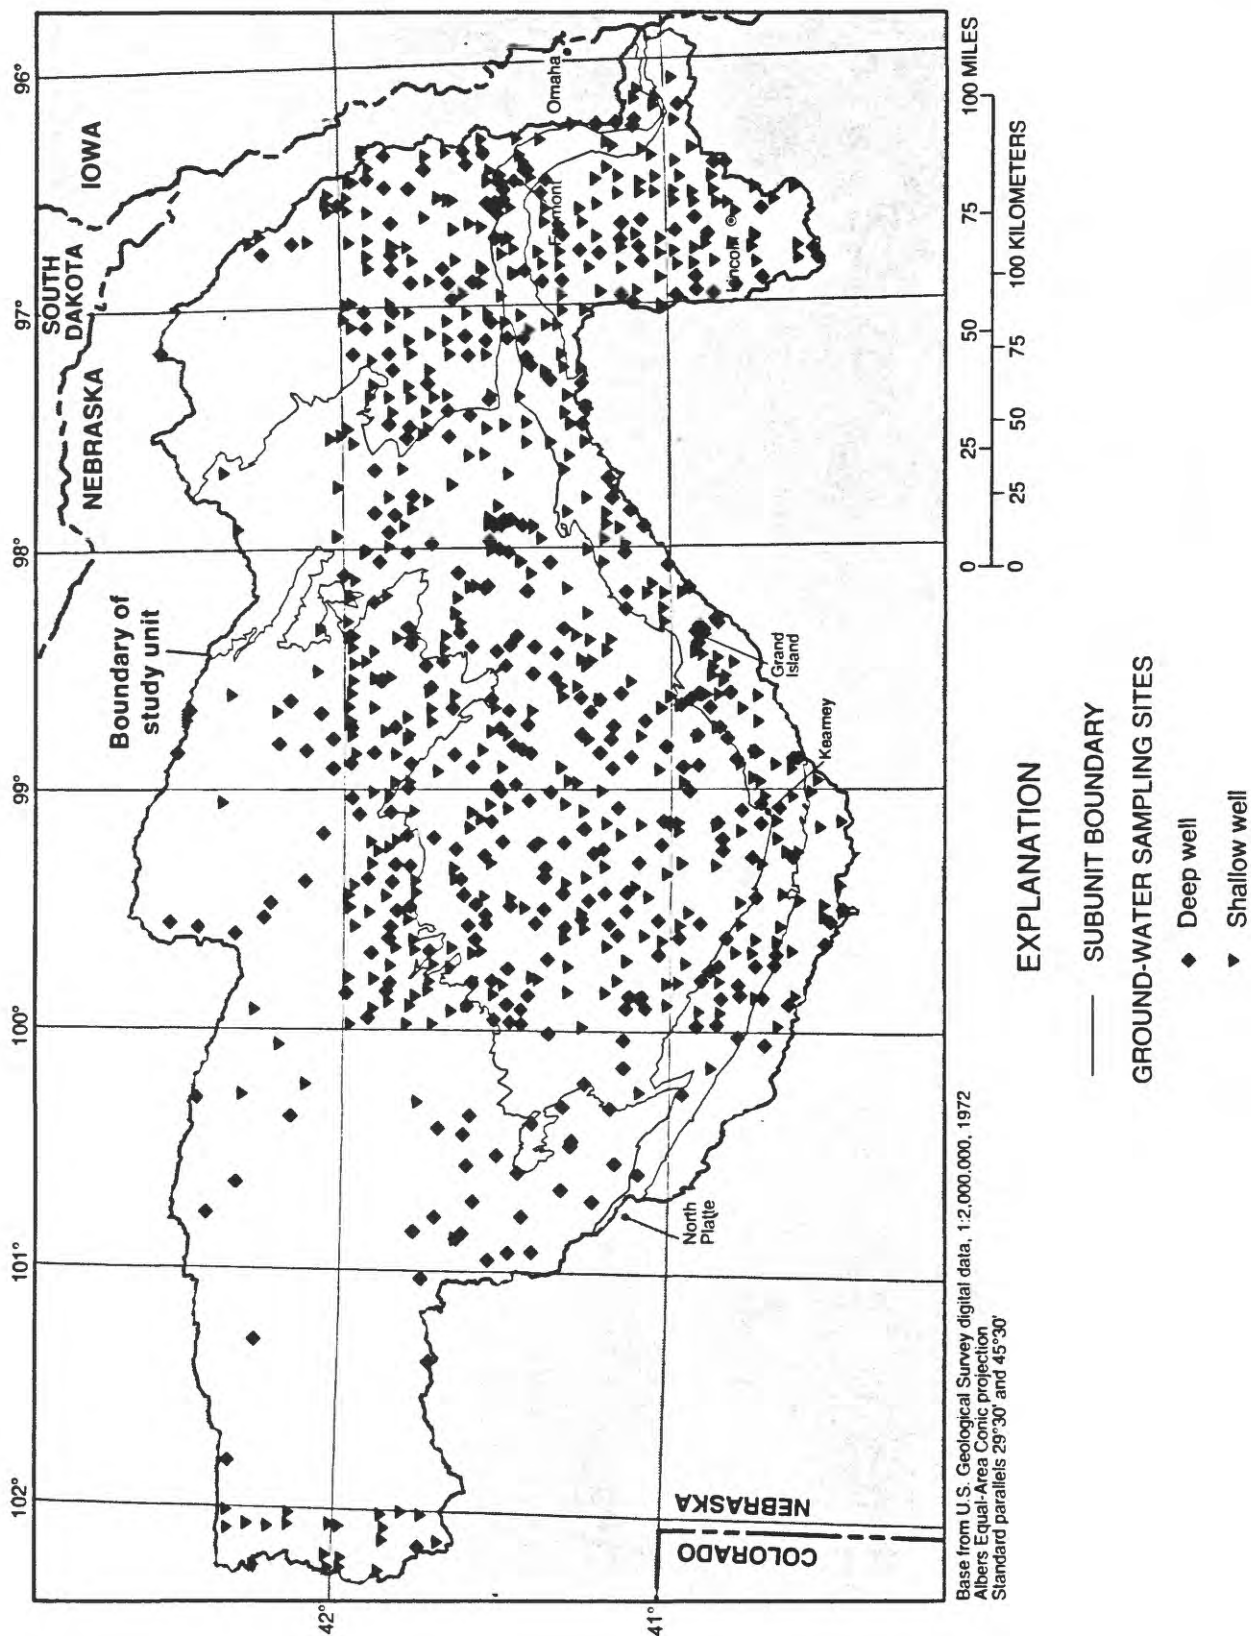 102°
101°
100°
99°
98°
97°
96°
42°
41°
SOUTH
DAKOTA
IOWA
NEBRASKA
Boundary of
study unit
Omaha
Fremont
Lincoln
Grand
Island
Kearney
North
Platte
COLORADO
NEBRASKA
Base from U.S. Geological Survey digital data, 1:2,000,000, 1972
Albers Equal-Area Conic projection
Standard parallels 29°30' and 45°30'
0 25 50 75 100 MILES
0 25 50 75 100 KILOMETERS
EXPLANATION
SUBUNIT BOUNDARY
GROUND-WATER SAMPLING SITES
Deep well
Shallow well